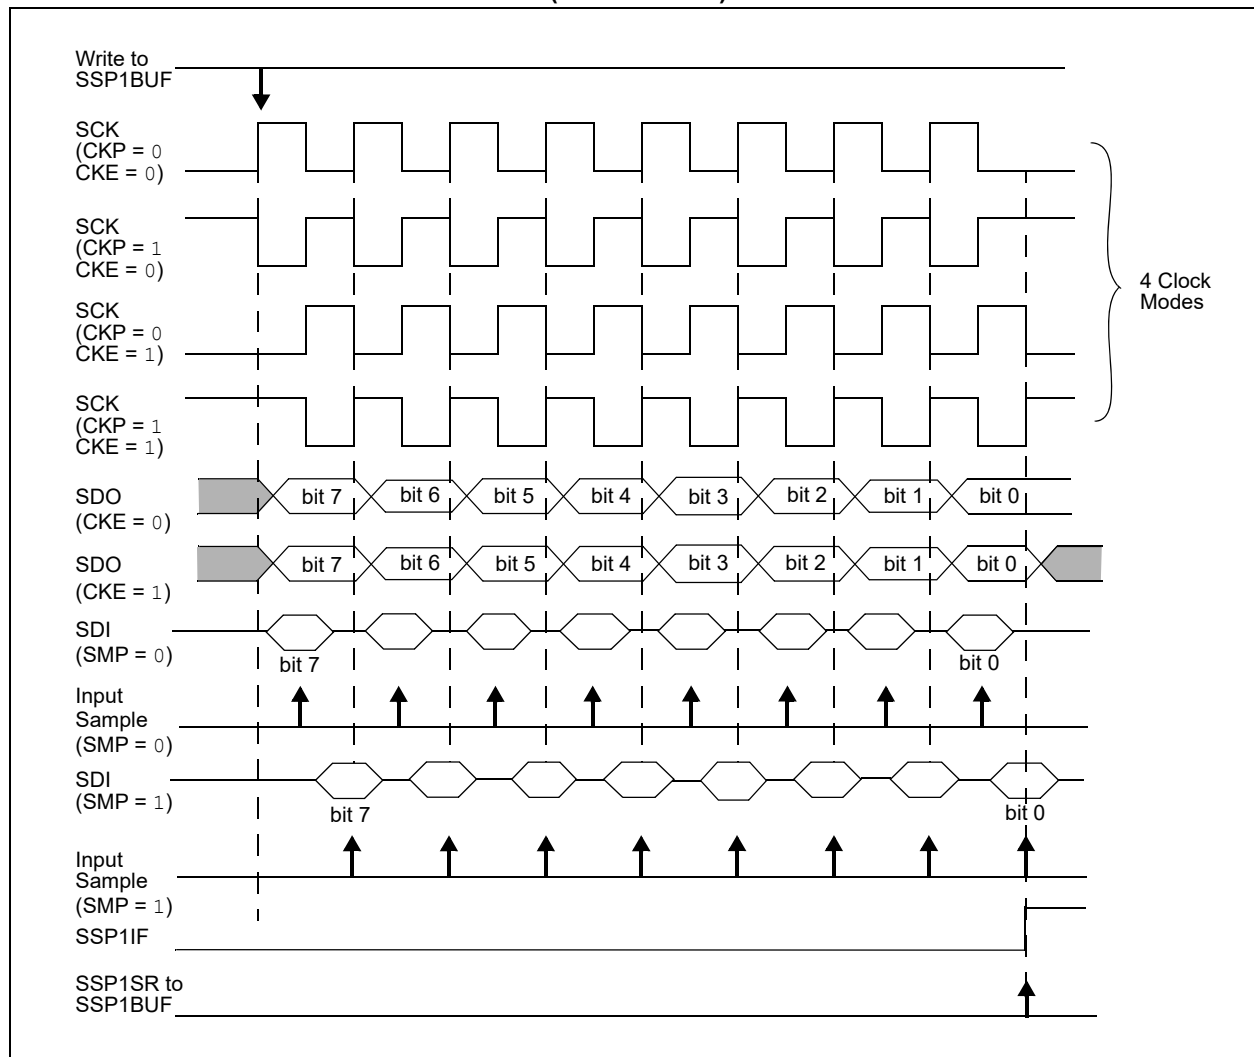 Write to
SSP1BUF
SCK
(CKP = 0
CKE = 0)
SCK
(CKP = 1
CKE = 0)
4 Clock
Modes
SCK
(CKP = 0
CKE = 1)
SCK
(CKP = 1
CKE = 1)
SDO
(CKE = 0)
bit 7 bit 6 bit 5 bit 4 bit 3 bit 2 bit 1 bit 0
SDO
(CKE = 1)
bit 7 bit 6 bit 5 bit 4 bit 3 bit 2 bit 1 bit 0
SDI
(SMP = 0)
bit 7 bit 0
Input
Sample
(SMP = 0)
SDI
(SMP = 1)
bit 7 bit 0
Input
Sample
(SMP = 1)
SSP1IF
SSP1SR to
SSP1BUF